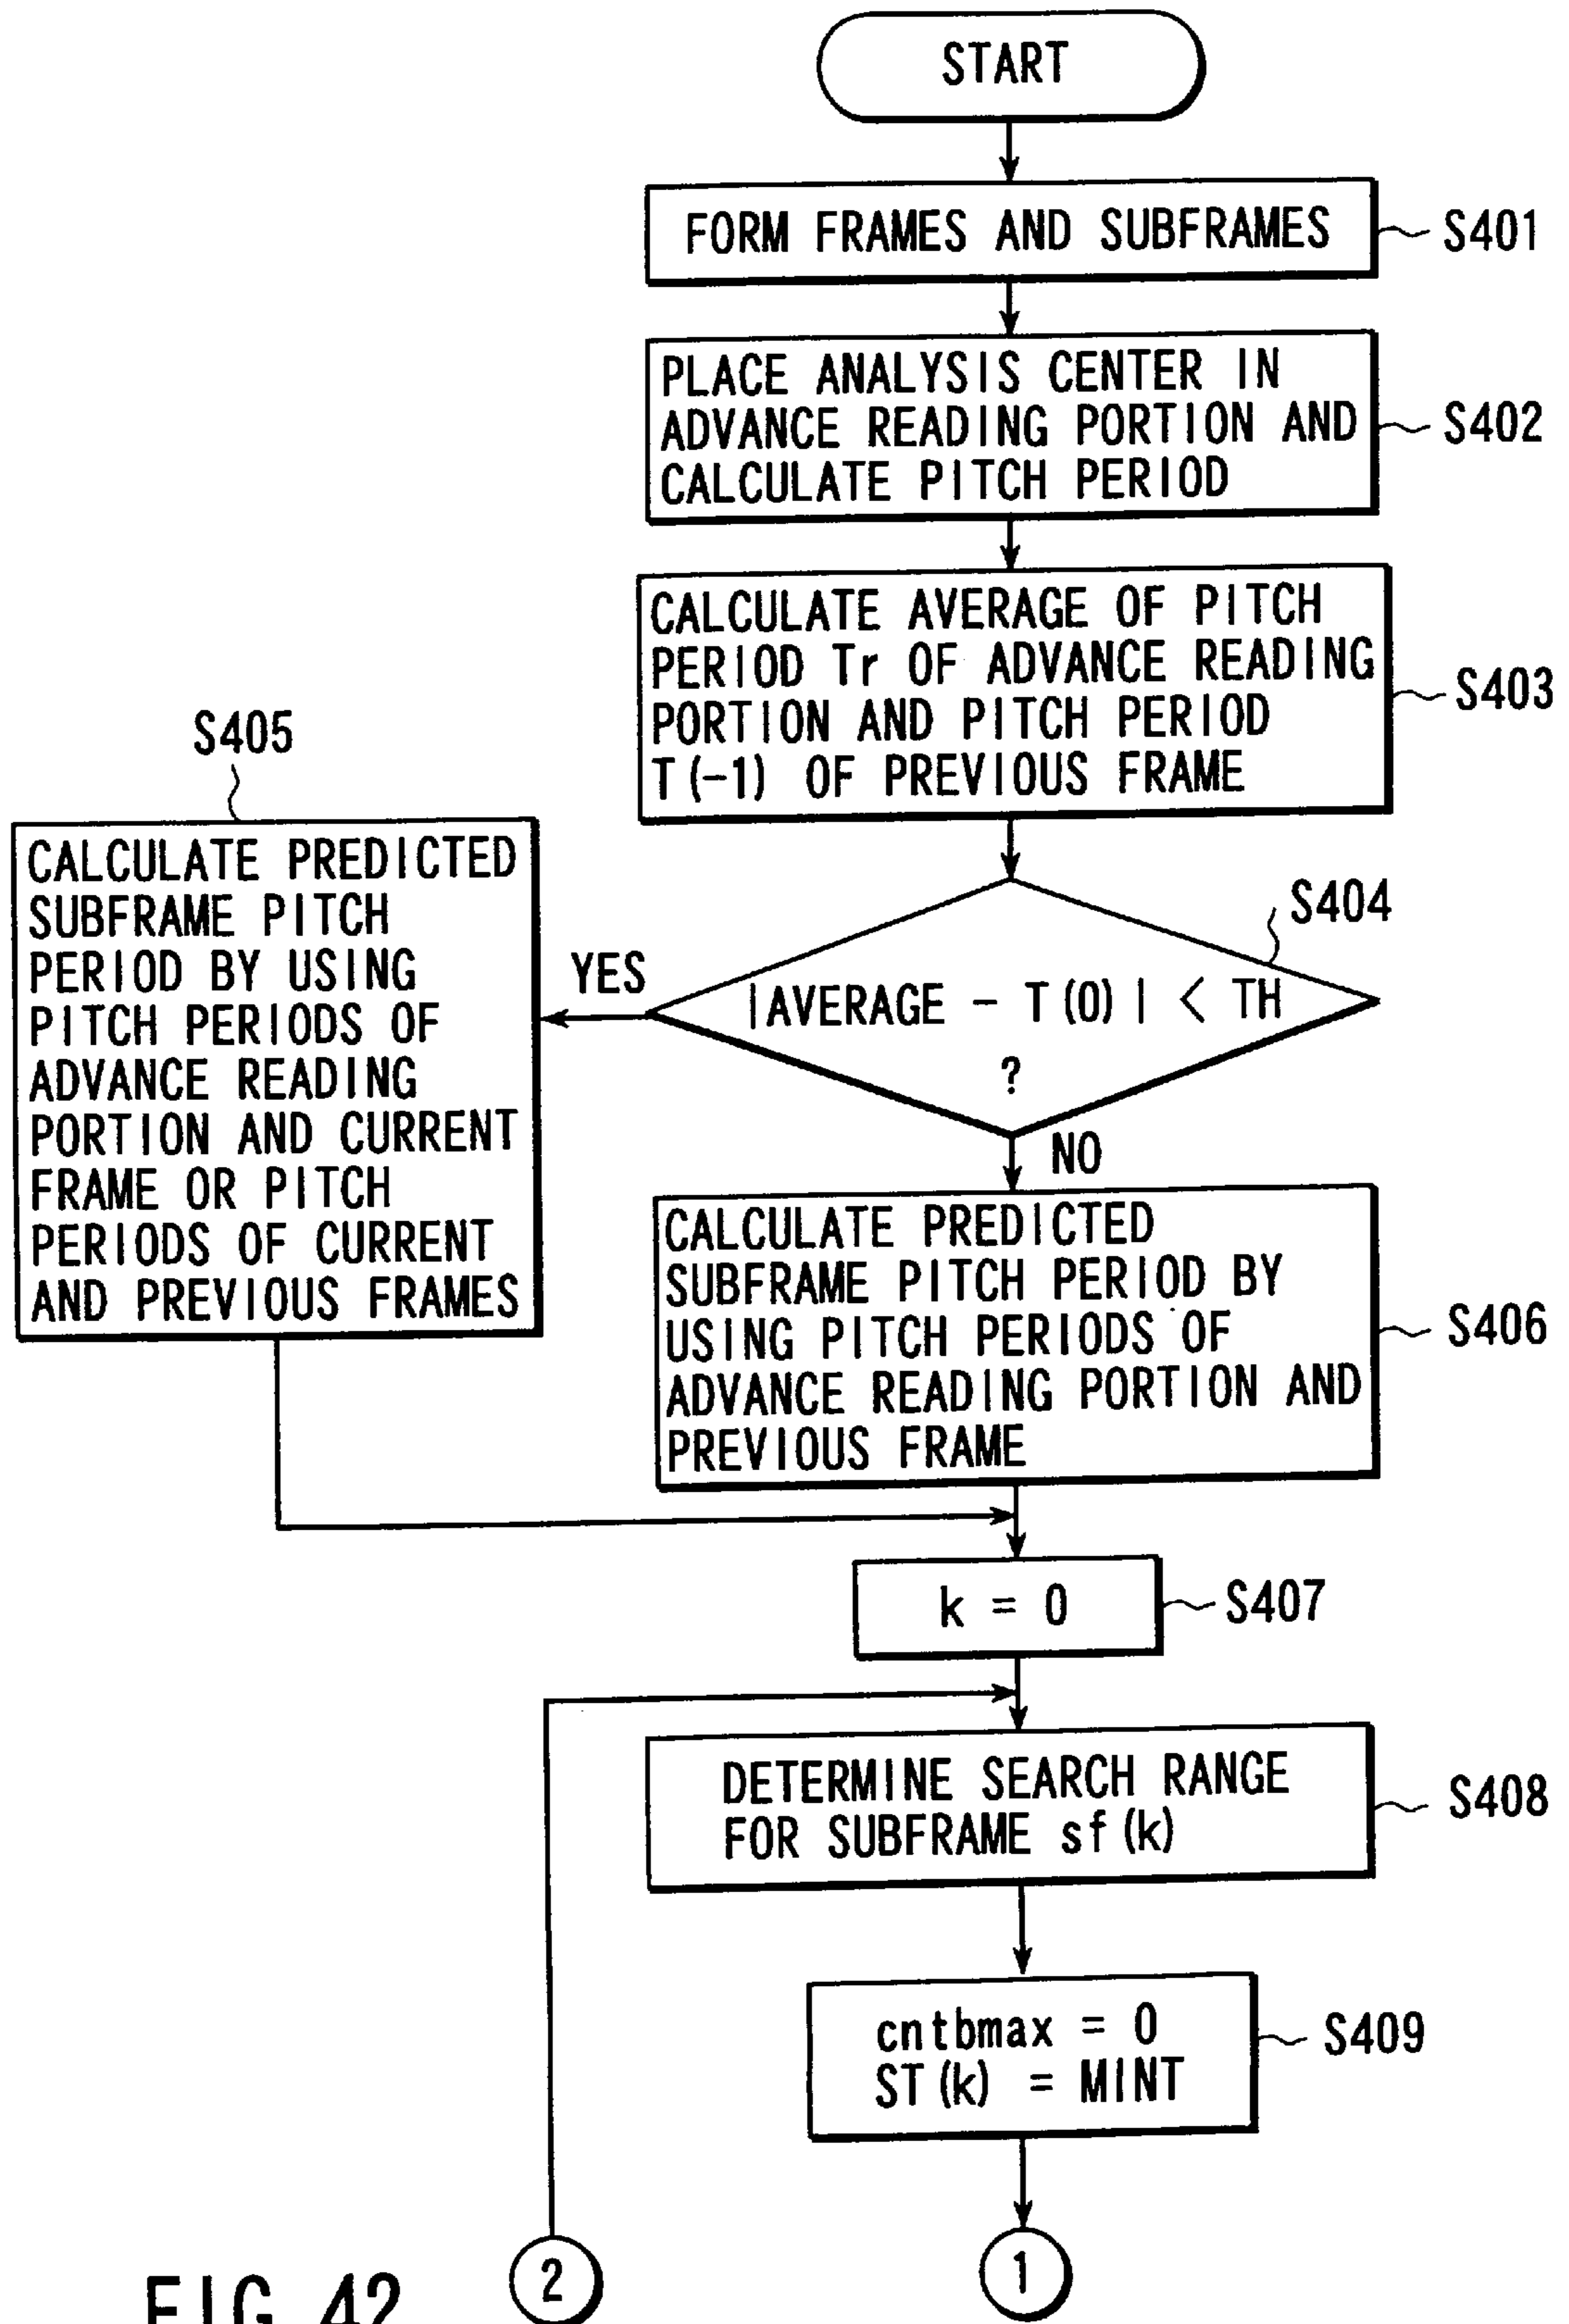 START
FORM FRAMES AND SUBFRAMES
S401
PLACE ANALYSIS CENTER IN
ADVANCE READING PORTION AND
CALCULATE PITCH PERIOD
S402
CALCULATE AVERAGE OF PITCH
PERIOD Tr OF ADVANCE READING
PORTION AND PITCH PERIOD
T(-1) OF PREVIOUS FRAME
S403
S405
CALCULATE PREDICTED
SUBFRAME PITCH
PERIOD BY USING
PITCH PERIODS OF
ADVANCE READING
PORTION AND CURRENT
FRAME OR PITCH
PERIODS OF CURRENT
AND PREVIOUS FRAMES
YES
S404
|AVERAGE - T(0)| < TH
?
NO
CALCULATE PREDICTED
SUBFRAME PITCH PERIOD BY
USING PITCH PERIODS OF
ADVANCE READING PORTION AND
PREVIOUS FRAME
S406
k = 0
S407
DETERMINE SEARCH RANGE
FOR SUBFRAME sf(k)
S408
cntbmax = 0
ST(k) = MINT
S409
2
1
FIG. 42